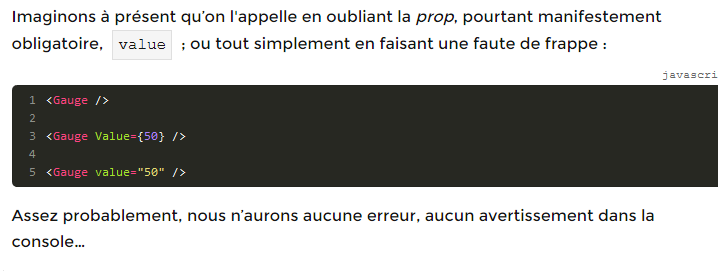 Imaginons à présent qu’on l'appelle en oubliant la prop, pourtant manifestement
obligatoire, value ; ou tout simplement en faisant une faute de frappe :
javascri
1 <Gauge />
2
3 <Gauge Value={50} />
4
5 <Gauge value="50" />
Assez probablement, nous n’aurons aucune erreur, aucun avertissement dans la
console…